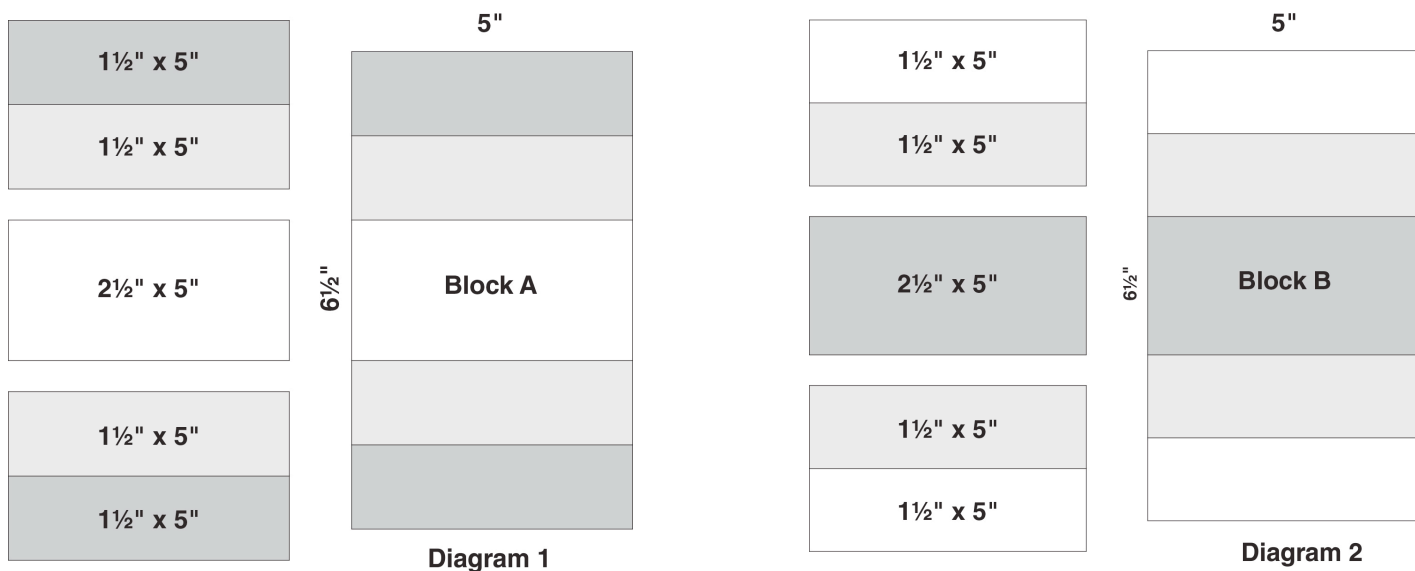 5"
1½" x 5"
1½" x 5"
2½" x 5"
6½"
Block A
1½" x 5"
1½" x 5"
Diagram 1
5"
1½" x 5"
1½" x 5"
2½" x 5"
6½"
Block B
1½" x 5"
1½" x 5"
Diagram 2